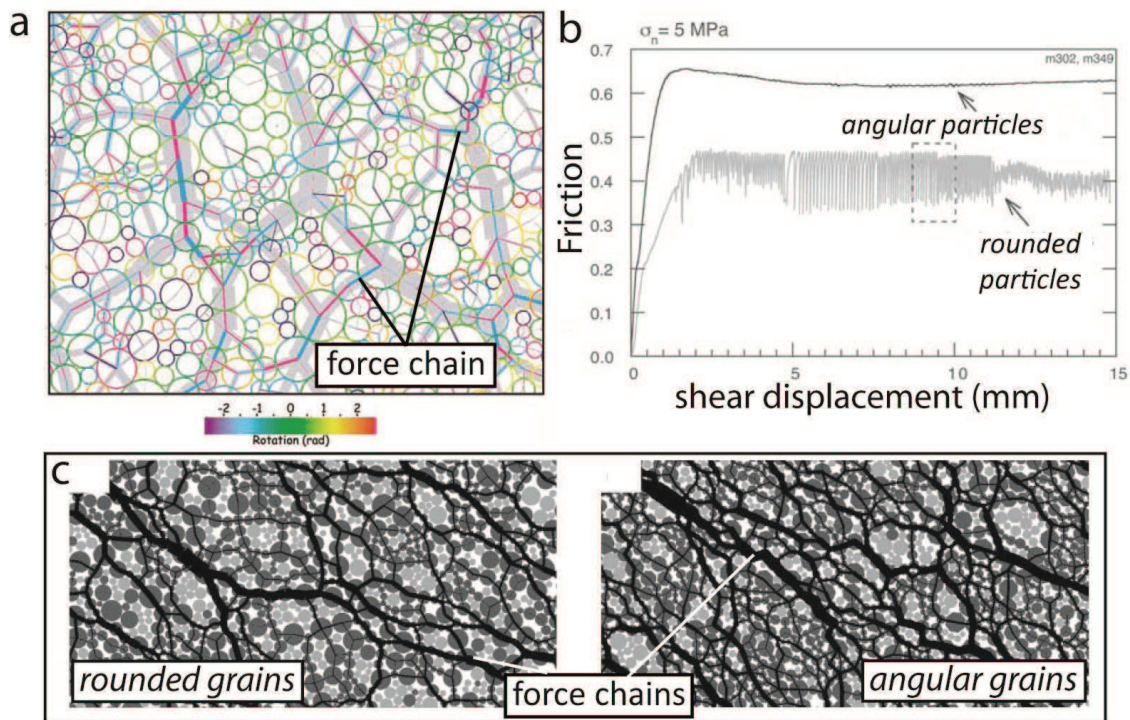 a
force chain
-2 -1 0 1 2
Rotation (rad)
b
σn = 5 MPa
m302, m349
0.7
0.6
0.5
0.4
0.3
0.2
0.1
0.0
Friction
angular particles
rounded
particles
0 5 10 15
shear displacement (mm)
c
rounded grains
force chains
angular grains